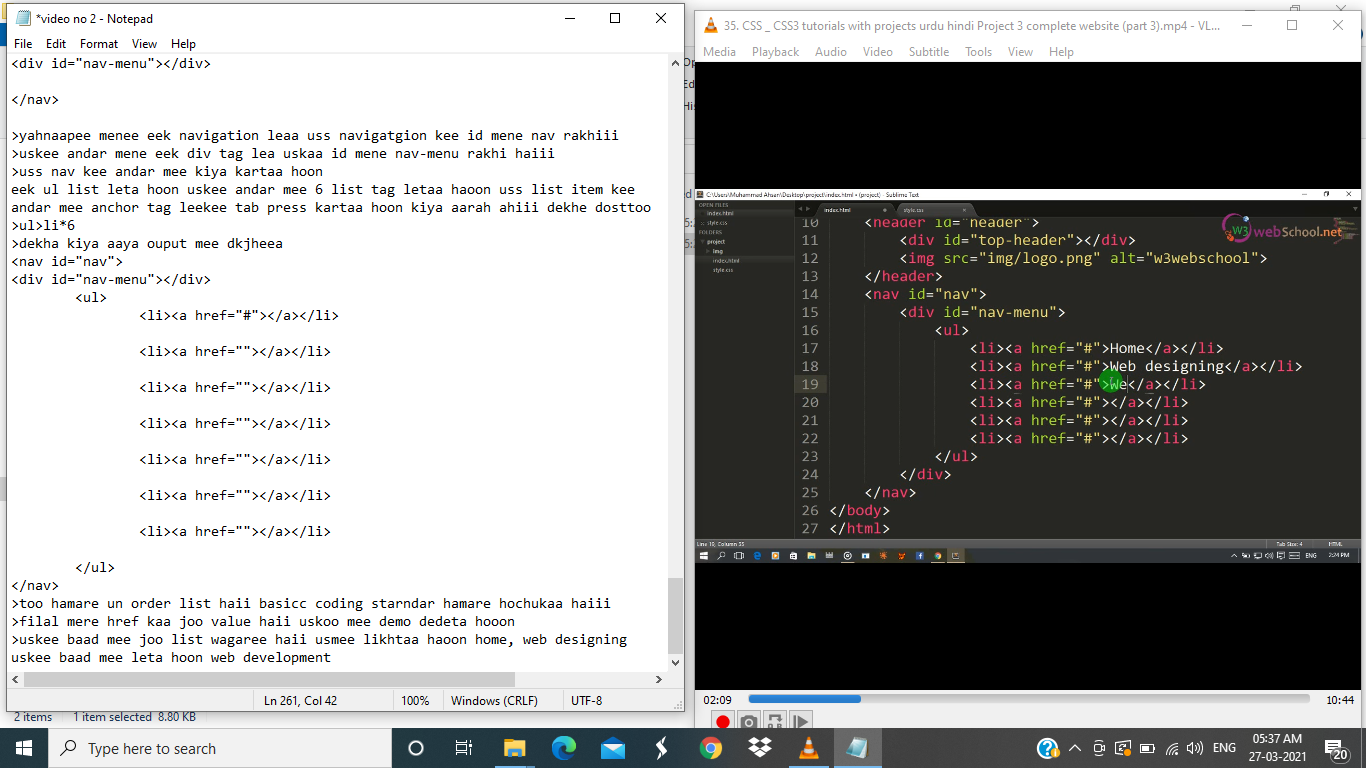 *video no 2 - Notepad
File Edit Format View Help
<div id="nav-menu"></div>
</nav>
>yahnaapee menee eek navigation leaa uss navigatgion kee id mene nav rakhiii
>uskee andar mene eek div tag lea uskaa id mene nav-menu rakhi haiii
>uss nav kee andar mee kiya kartaa hoon
eek ul list leta hoon uskee andar mee 6 list tag letaa haoon uss list item kee
andar mee anchor tag leekee tab press kartaa hoon kiya aarah ahiii dekhe dosttoo
>ul>li*6
>dekha kiya aaya ouput mee dkjheea
<nav id="nav">
<div id="nav-menu"></div>
<ul>
<li><a href="#"></a></li>
<li><a href=""></a></li>
<li><a href=""></a></li>
<li><a href=""></a></li>
<li><a href=""></a></li>
<li><a href=""></a></li>
<li><a href=""></a></li>
</ul>
</nav>
>too hamare un order list haii basicc coding starndar hamare hochukaa haiii
>filal mere href kaa joo value haii uskoo mee demo dedeta hooon
>uskee baad mee joo list wagaree haii usmee likhtaa haoon home, web designing
uskee baad mee leta hoon web development
Ln 261, Col 42 100% Windows (CRLF) UTF-8
2 items 1 item selected 8.80 KB
35. CSS _ CSS3 tutorials with projects urdu hindi Project 3 complete website (part 3).mp4 - VL...
Media Playback Audio Video Subtitle Tools View Help
C:\Users\Muhammad Ahsan\Desktop\project\index.html • (project) - Sublime Text
OPEN FILES
index.html
style.css
FOLDERS
project
img
index.html
style.css
index.html style.css
W3 webSchool.net
10 <header id="header">
11 <div id="top-header"></div>
12 <img src="img/logo.png" alt="w3webschool">
13 </header>
14 <nav id="nav">
15 <div id="nav-menu">
16 <ul>
17 <li><a href="#">Home</a></li>
18 <li><a href="#">Web designing</a></li>
19 <li><a href="#">We</a></li>
20 <li><a href="#"></a></li>
21 <li><a href="#"></a></li>
22 <li><a href="#"></a></li>
23 </ul>
24 </div>
25 </nav>
26 </body>
27 </html>
Line 19, Column 35 Tab Size: 4 HTML
ENG 2:24 PM
02:09 10:44
Type here to search
ENG 05:37 AM
27-03-2021
20